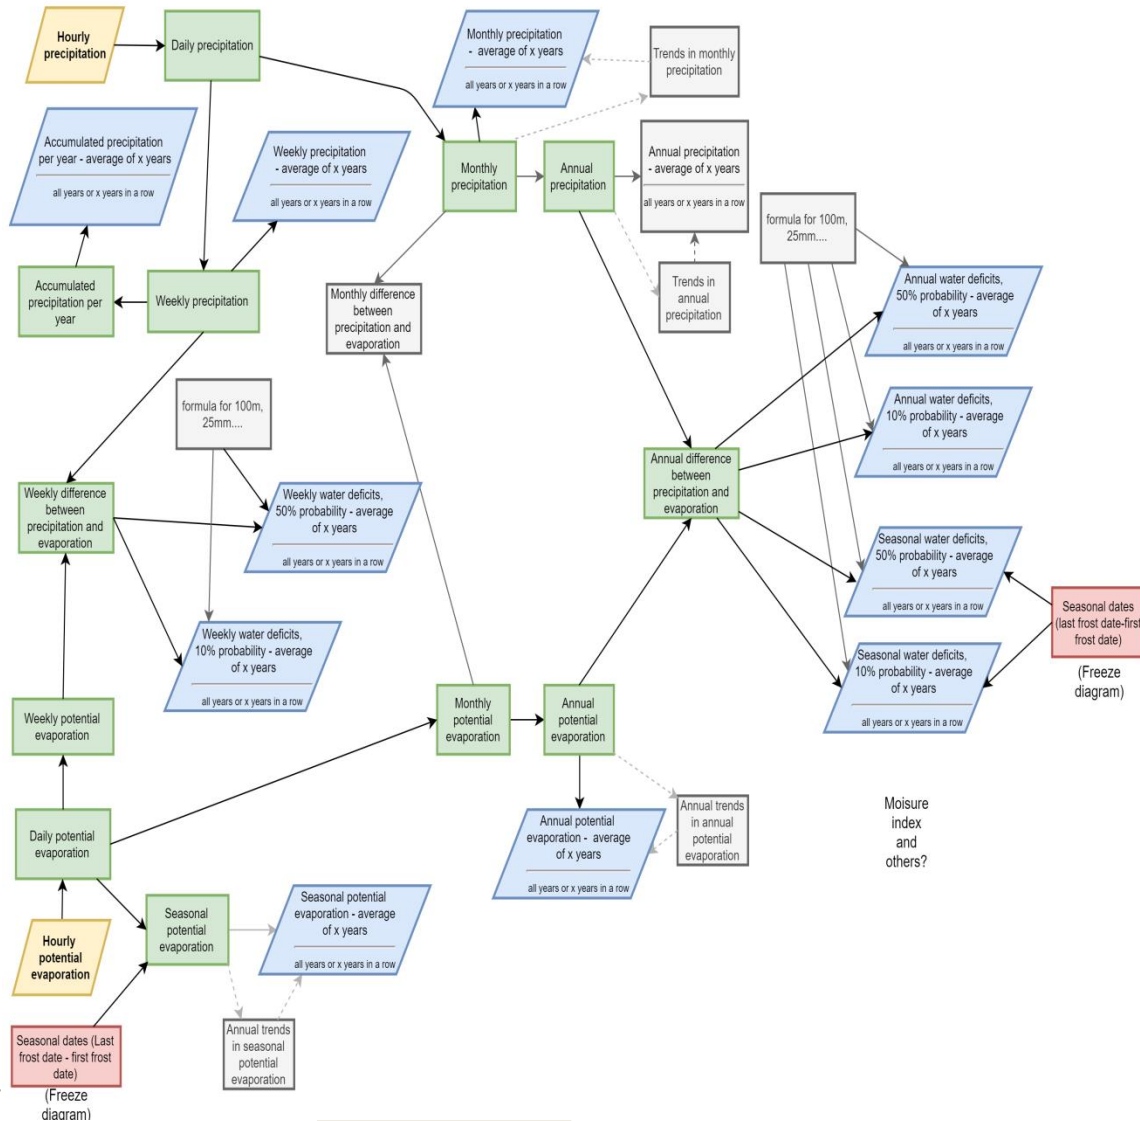 Hourly
precipitation
Daily precipitation
Monthly precipitation
- average of x years
all years or x years in a row
Trends in monthly
precipitation
Accumulated precipitation
per year - average of x years
all years or x years in a row
Weekly precipitation
- average of x years
all years or x years in a row
Monthly
precipitation
Annual
precipitation
Annual precipitation
- average of x years
all years or x years in a row
formula for 100m,
25mm....
Accumulated
precipitation per
year
Weekly precipitation
Monthly difference
between
precipitation and
evaporation
Trends in
annual
precipitation
Annual water deficits,
50% probability - average
of x years
all years or x years in a row
formula for 100m,
25mm....
Annual water deficits,
10% probability - average
of x years
all years or x years in a row
Weekly difference
between
precipitation and
evaporation
Weekly water deficits,
50% probability - average
of x years
all years or x years in a row
Annual difference
between
precipitation and
evaporation
Seasonal water deficits,
50% probability - average
of x years
all years or x years in a row
Seasonal dates
(last frost date-first
frost date)
(Freeze
diagram)
Weekly water deficits,
10% probability - average
of x years
all years or x years in a row
Seasonal water deficits,
10% probability - average
of x years
all years or x years in a row
Weekly potential
evaporation
Monthly
potential
evaporation
Annual
potential
evaporation
Daily potential
evaporation
Annual potential
evaporation - average
of x years
all years or x years in a row
Annual trends
in annual
potential
evaporation
Moisure
index
and
others?
Hourly
potential
evaporation
Seasonal
potential
evaporation
Seasonal potential
evaporation - average
of x years
all years or x years in a row
Seasonal dates (Last
frost date - first frost
date)
(Freeze
diagram)
Annual trends
in seasonal
potential
evaporation